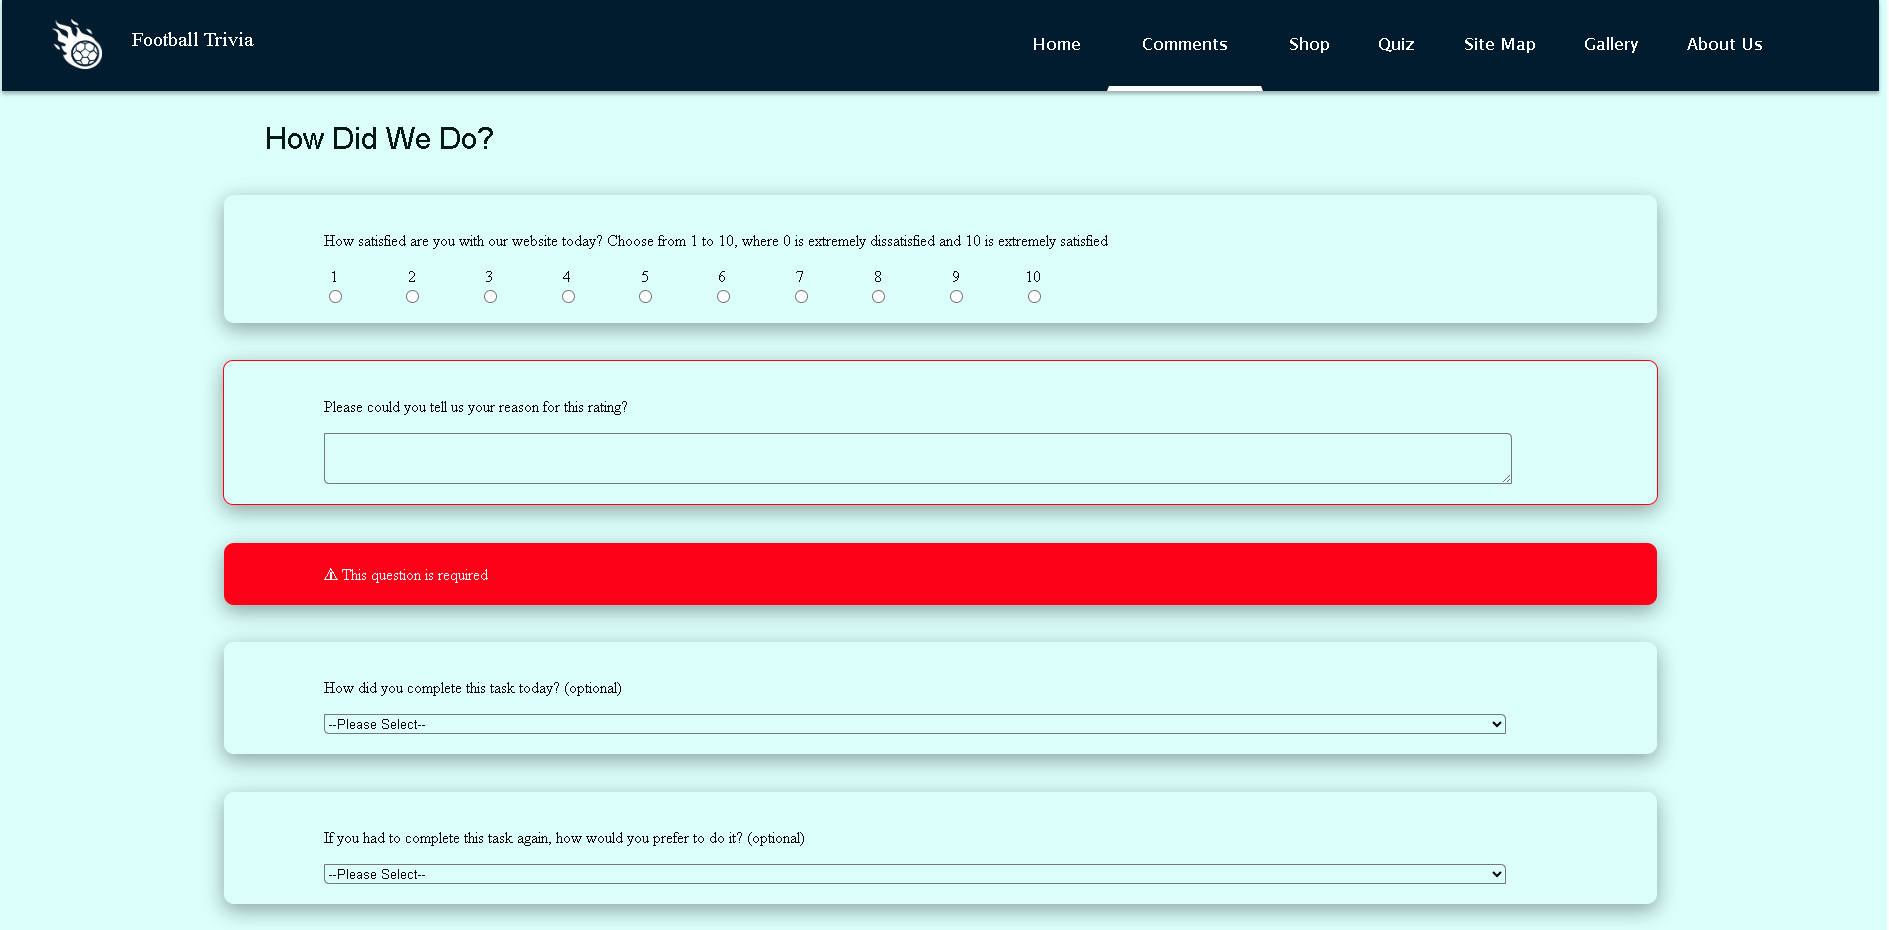 Football Trivia
Home Comments Shop Quiz Site Map Gallery About Us
How Did We Do?
How satisfied are you with our website today? Choose from 1 to 10, where 0 is extremely dissatisfied and 10 is extremely satisfied
1 2 3 4 5 6 7 8 9 10
Please could you tell us your reason for this rating?
⚠ This question is required
How did you complete this task today? (optional)
--Please Select--
If you had to complete this task again, how would you prefer to do it? (optional)
--Please Select--